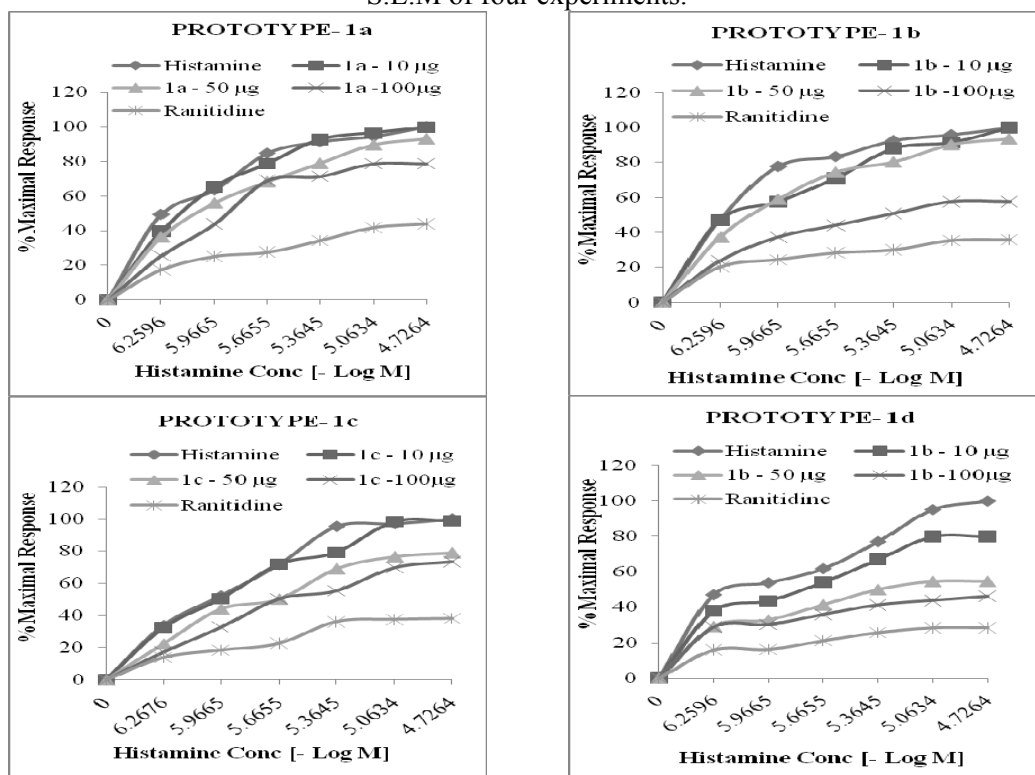 S.E.M of four experiments.
PROTOTYPE- 1a
Histamine 1a - 10 µg
1a - 50 µg 1a -100µg
Ranitidine
% Maximal Response
120
100
80
60
40
20
0
0 6.2596 5.9665 5.6655 5.3645 5.0634 4.7264
Histamine Conc [- Log M]
PROTOTYPE- 1b
Histamine 1b - 10 µg
1b - 50 µg 1b -100µg
Ranitidine
% Maximal Response
120
100
80
60
40
20
0
0 6.2596 5.9665 5.6655 5.3645 5.0634 4.7264
Histamine Conc [- Log M]
PROTOTYPE- 1c
Histamine 1c - 10 µg
1c - 50 µg 1c -100µg
Ranitidine
% Maximal Response
120
100
80
60
40
20
0
0 6.2676 5.9665 5.6655 5.3645 5.0634 4.7264
Histamine Conc [- Log M]
PROTOTYPE- 1d
Histamine 1b - 10 µg
1b - 50 µg 1b -100µg
Ranitidine
% Maximal Response
120
100
80
60
40
20
0
0 6.2596 5.9665 5.6655 5.3645 5.0634 4.7264
Histamine Conc [- Log M]